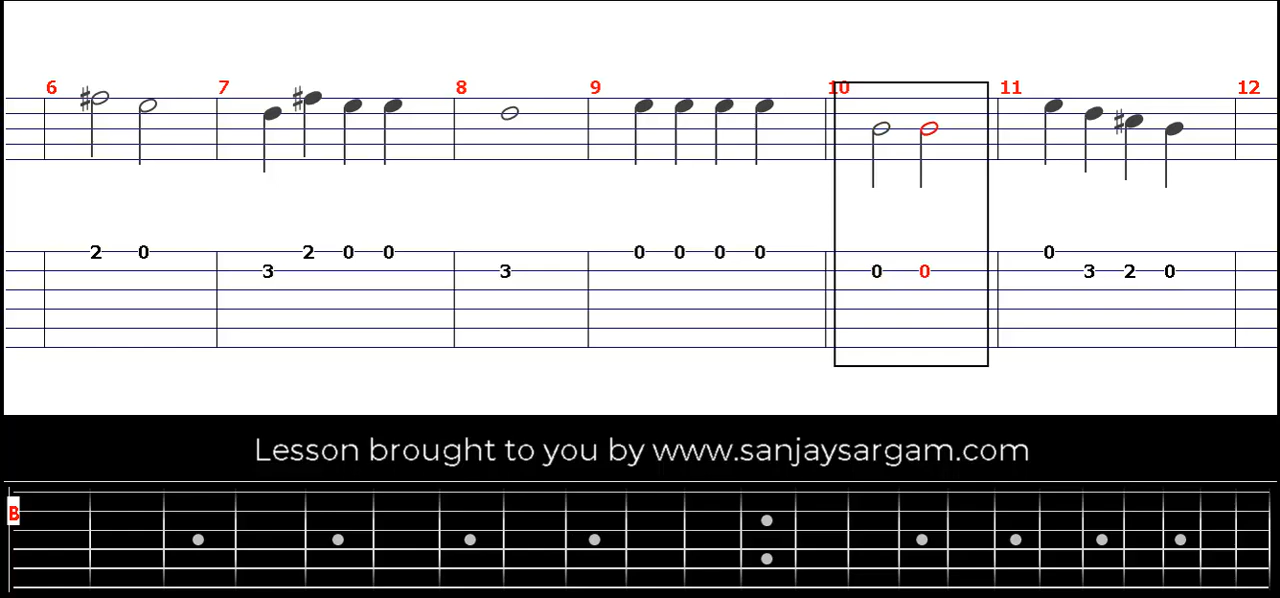 6 7 8 9 10 11 12
# # #
2 0 2 0 0 0 0 0 0 0
3 3 0 0 3 2 0
Lesson brought to you by www.sanjaysargam.com
B